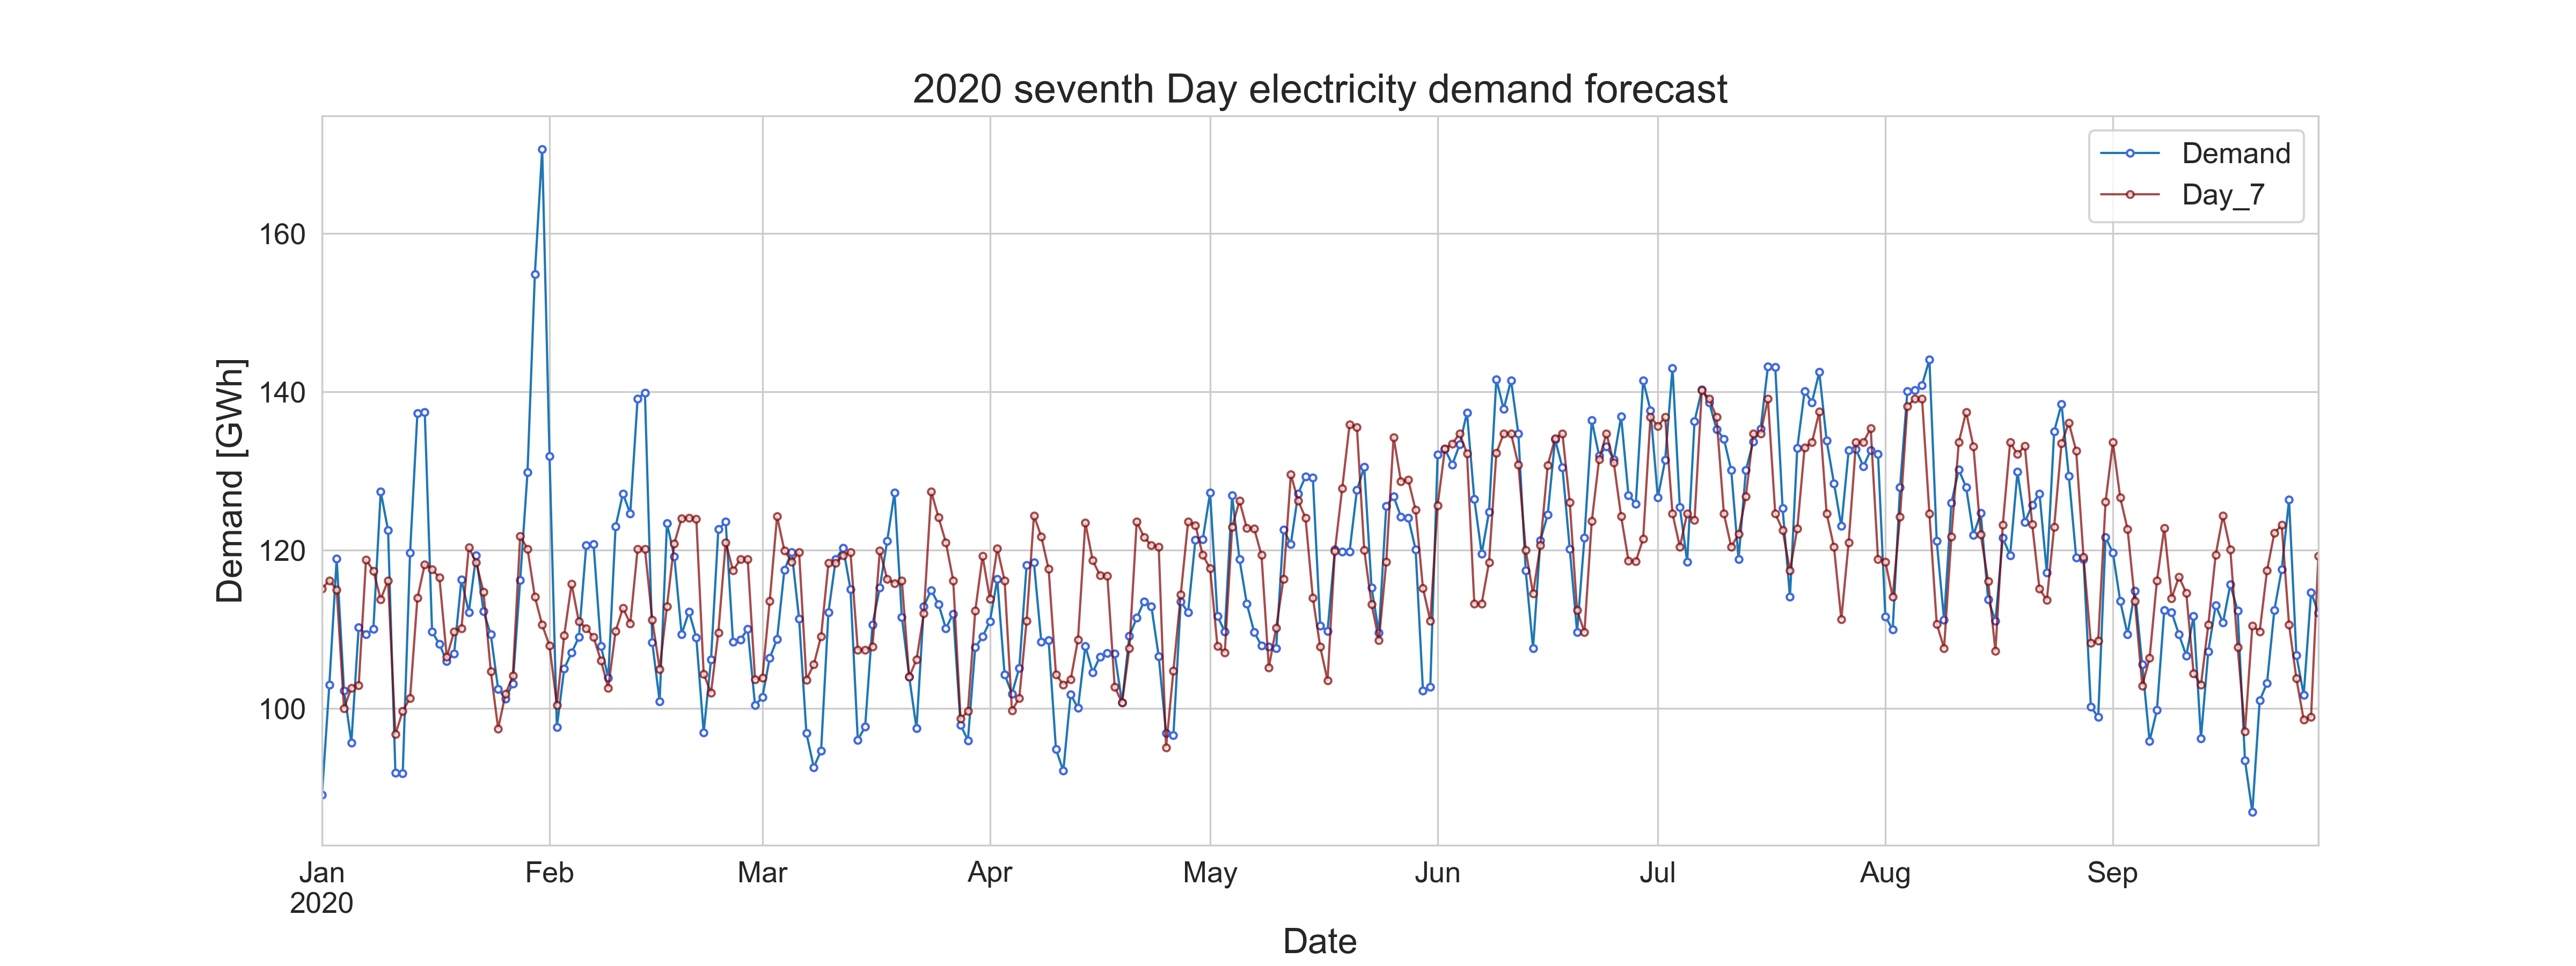 2020 seventh Day electricity demand forecast
Demand
Day_7
Demand [GWh]
160
140
120
100
Jan
2020
Feb
Mar
Apr
May
Jun
Jul
Aug
Sep
Date